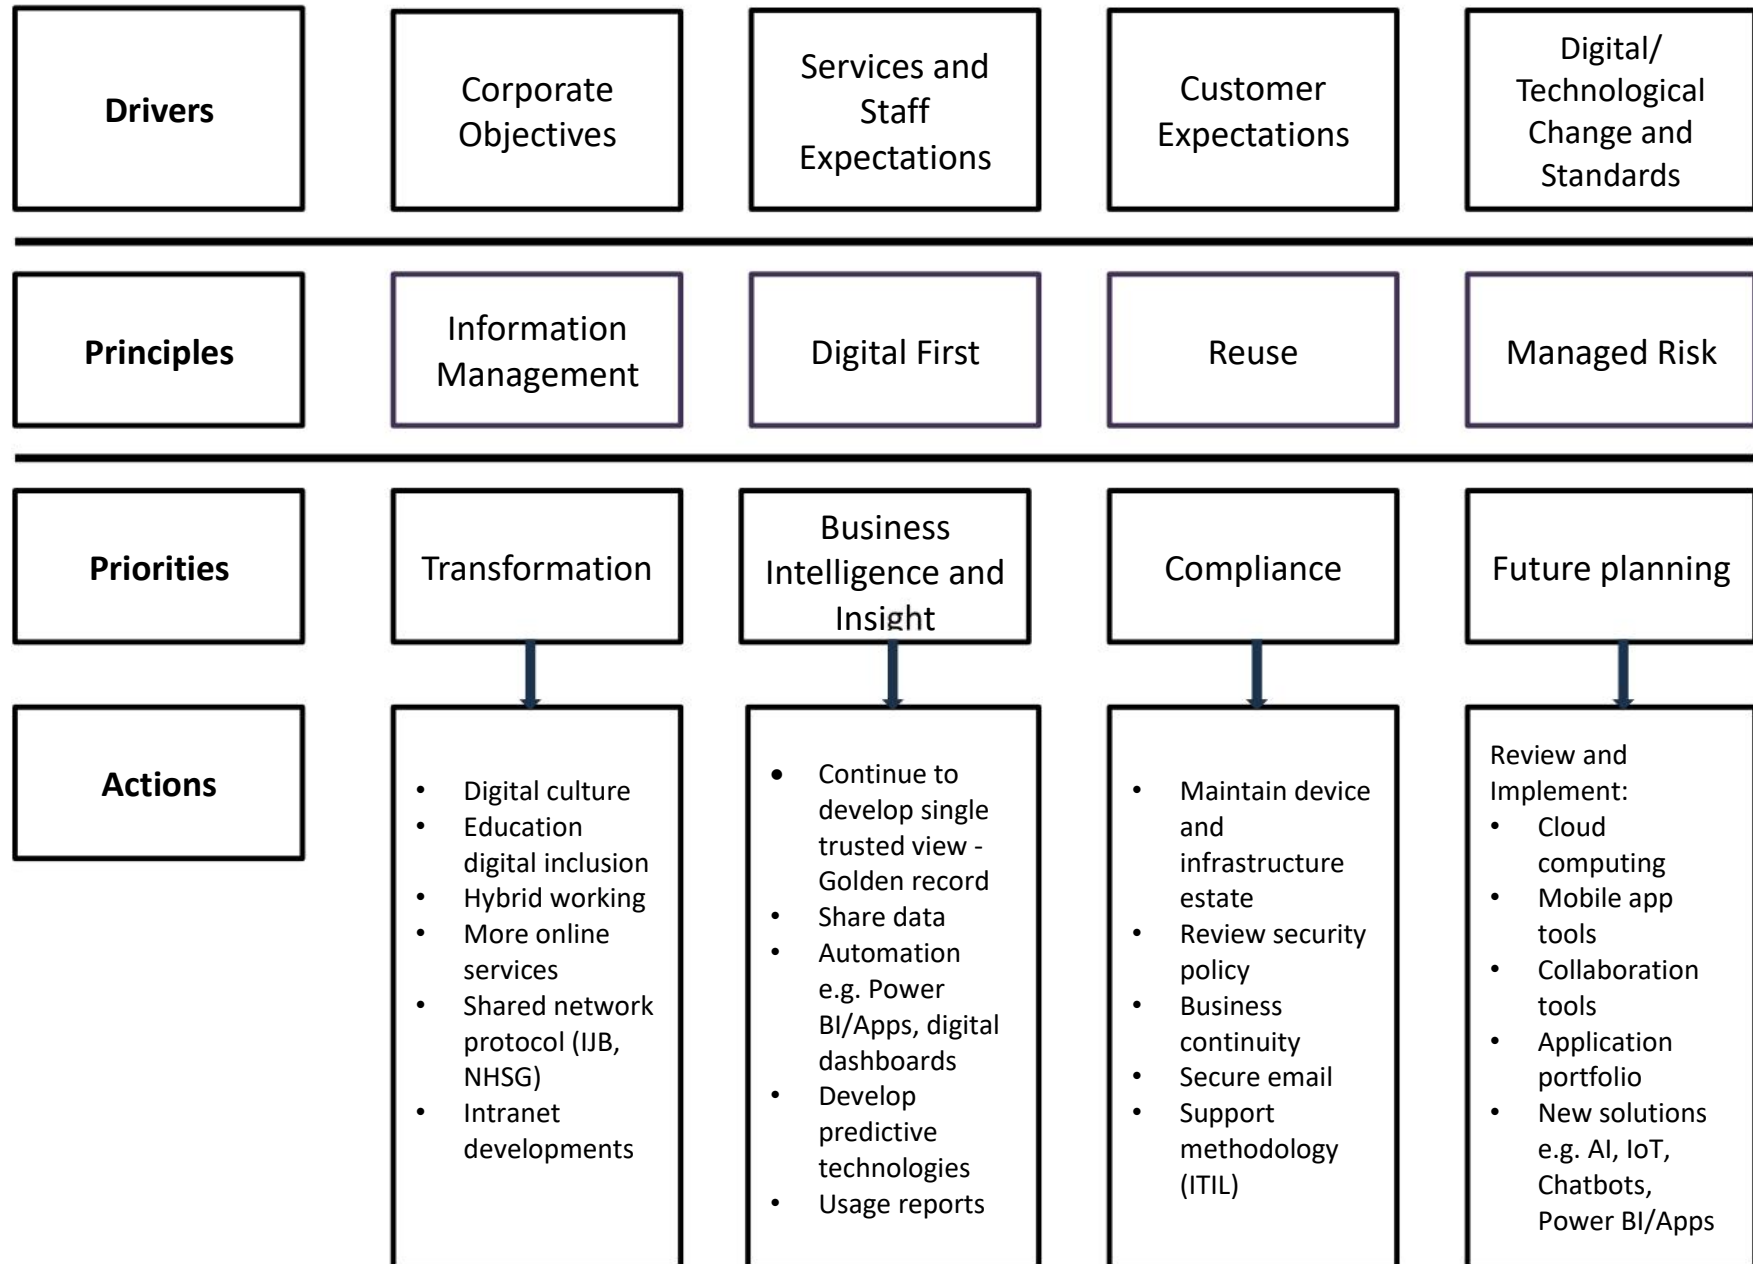 Drivers
Corporate
Objectives
Services and
Staff
Expectations
Customer
Expectations
Digital/
Technological
Change and
Standards
Principles
Information
Management
Digital First
Reuse
Managed Risk
Priorities
Transformation
Business
Intelligence and
Insight
Compliance
Future planning
Actions
• Digital culture
• Education
digital inclusion
• Hybrid working
• More online
services
• Shared network
protocol (IJB,
NHSG)
• Intranet
developments
• Continue to
develop single
trusted view -
Golden record
• Share data
• Automation
e.g. Power
BI/Apps, digital
dashboards
• Develop
predictive
technologies
• Usage reports
• Maintain device
and
infrastructure
estate
• Review security
policy
• Business
continuity
• Secure email
• Support
methodology
(ITIL)
Review and
Implement:
• Cloud
computing
• Mobile app
tools
• Collaboration
tools
• Application
portfolio
• New solutions
e.g. AI, IoT,
Chatbots,
Power BI/Apps